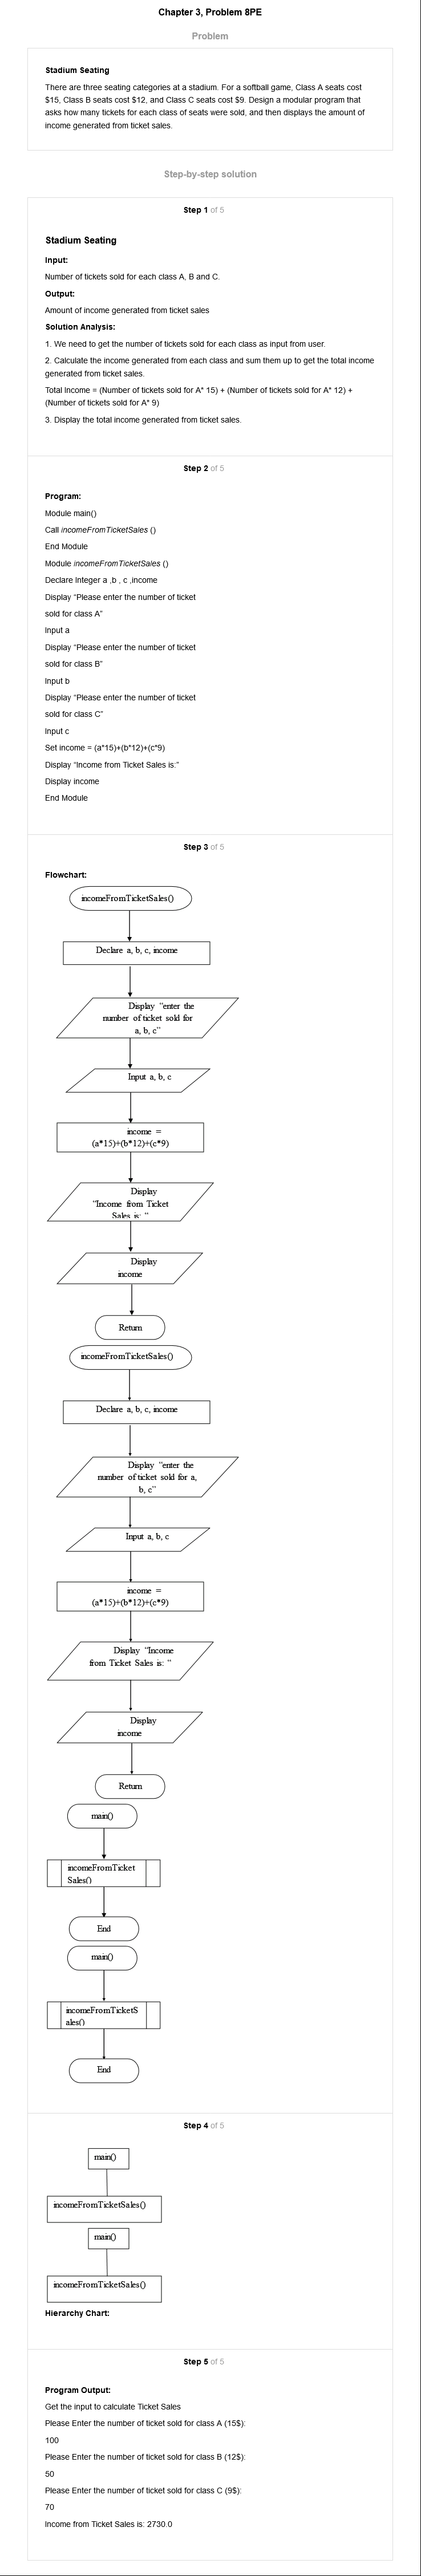 Chapter 3, Problem 8PE
Problem
Stadium Seating
There are three seating categories at a stadium. For a softball game, Class A seats cost
$15, Class B seats cost $12, and Class C seats cost $9. Design a modular program that
asks how many tickets for each class of seats were sold, and then displays the amount of
income generated from ticket sales.
Step-by-step solution
Step 1 of 5
Stadium Seating
Input:
Number of tickets sold for each class A, B and C.
Output:
Amount of income generated from ticket sales
Solution Analysis:
1. We need to get the number of tickets sold for each class as input from user.
2. Calculate the income generated from each class and sum them up to get the total income
generated from ticket sales.
Total Income = (Number of tickets sold for A* 15) + (Number of tickets sold for A* 12) +
(Number of tickets sold for A* 9)
3. Display the total income generated from ticket sales.
Step 2 of 5
Program:
Module main()
Call incomeFromTicketSales ()
End Module
Module incomeFromTicketSales ()
Declare Integer a ,b , c ,income
Display “Please enter the number of ticket
sold for class A”
Input a
Display “Please enter the number of ticket
sold for class B”
Input b
Display “Please enter the number of ticket
sold for class C”
Input c
Set income = (a*15)+(b*12)+(c*9)
Display “Income from Ticket Sales is:”
Display income
End Module
Step 3 of 5
Flowchart:
incomeFromTicketSales()
Declare a, b, c, income
Display “enter the
number of ticket sold for
a, b, c”
Input a, b, c
income =
(a*15)+(b*12)+(c*9)
Display
“Income from Ticket
Sales is: “
Display
income
Return
incomeFromTicketSales()
Declare a, b, c, income
Display “enter the
number of ticket sold for a,
b, c”
Input a, b, c
income =
(a*15)+(b*12)+(c*9)
Display “Income
from Ticket Sales is: “
Display
income
Return
main()
incomeFromTicket
Sales()
End
main()
incomeFromTicketS
ales()
End
Step 4 of 5
main()
incomeFromTicketSales()
main()
incomeFromTicketSales()
Hierarchy Chart:
Step 5 of 5
Program Output:
Get the input to calculate Ticket Sales
Please Enter the number of ticket sold for class A (15$):
100
Please Enter the number of ticket sold for class B (12$):
50
Please Enter the number of ticket sold for class C (9$):
70
Income from Ticket Sales is: 2730.0